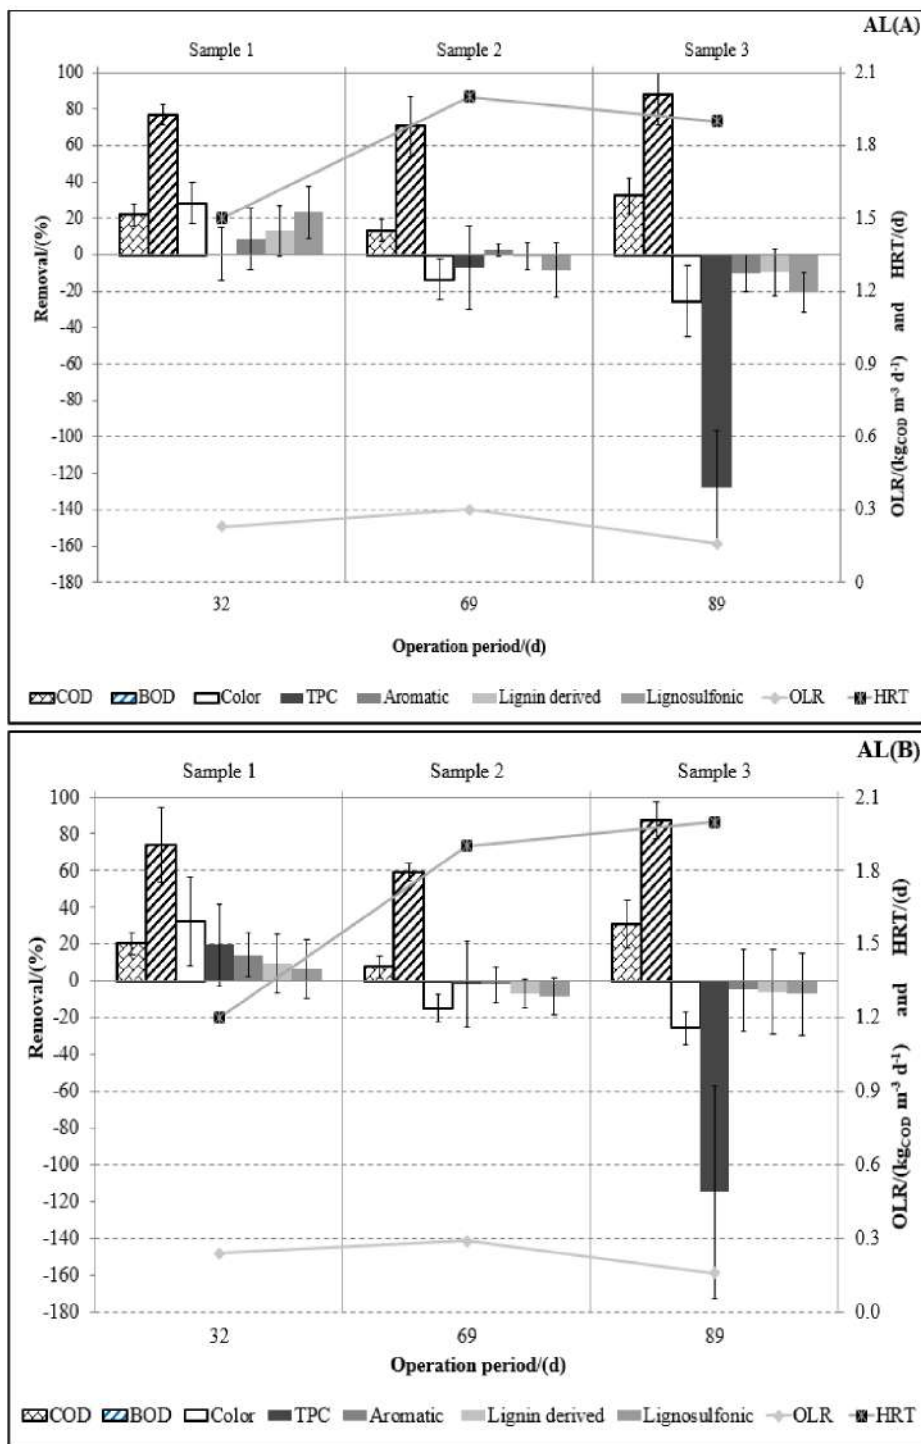 AL(A)
Sample 1 Sample 2 Sample 3
100 2.1
80
60 1.8
40
20 1.5
0
-20 1.2
-40
-60 0.9
-80
-100 0.6
-120
-140 0.3
-160
-180 0
Removal/(%)
OLR/(kgCOD m-3 d-1) and HRT/(d)
32 69 89
Operation period/(d)
COD BOD Color TPC Aromatic Lignin derived Lignosulfonic OLR HRT
AL(B)
Sample 1 Sample 2 Sample 3
100 2.1
80
60 1.8
40
20 1.5
0
-20 1.2
-40
-60 0.9
-80
-100 0.6
-120
-140 0.3
-160
-180 0.0
Removal/(%)
OLR/(kgCOD m-3 d-1) and HRT/(d)
32 69 89
Operation period/(d)
COD BOD Color TPC Aromatic Lignin derived Lignosulfonic OLR HRT